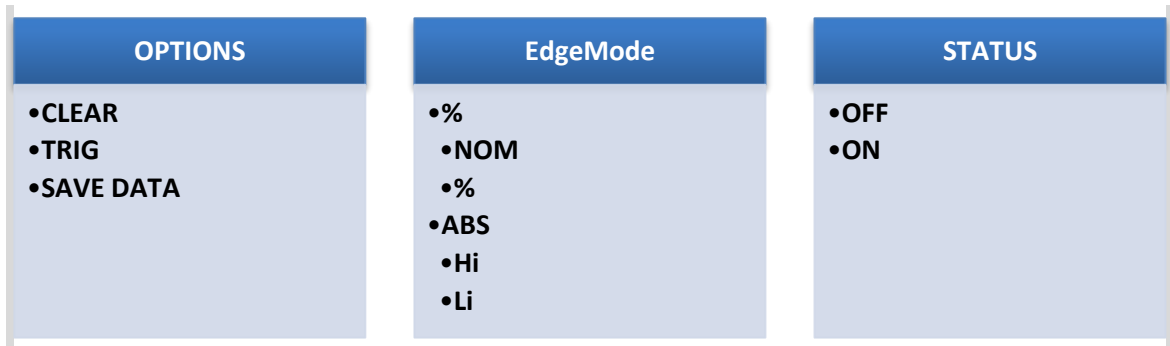 OPTIONS
•CLEAR
•TRIG
•SAVE DATA
EdgeMode
•%
•NOM
•%
•ABS
•Hi
•Li
STATUS
•OFF
•ON